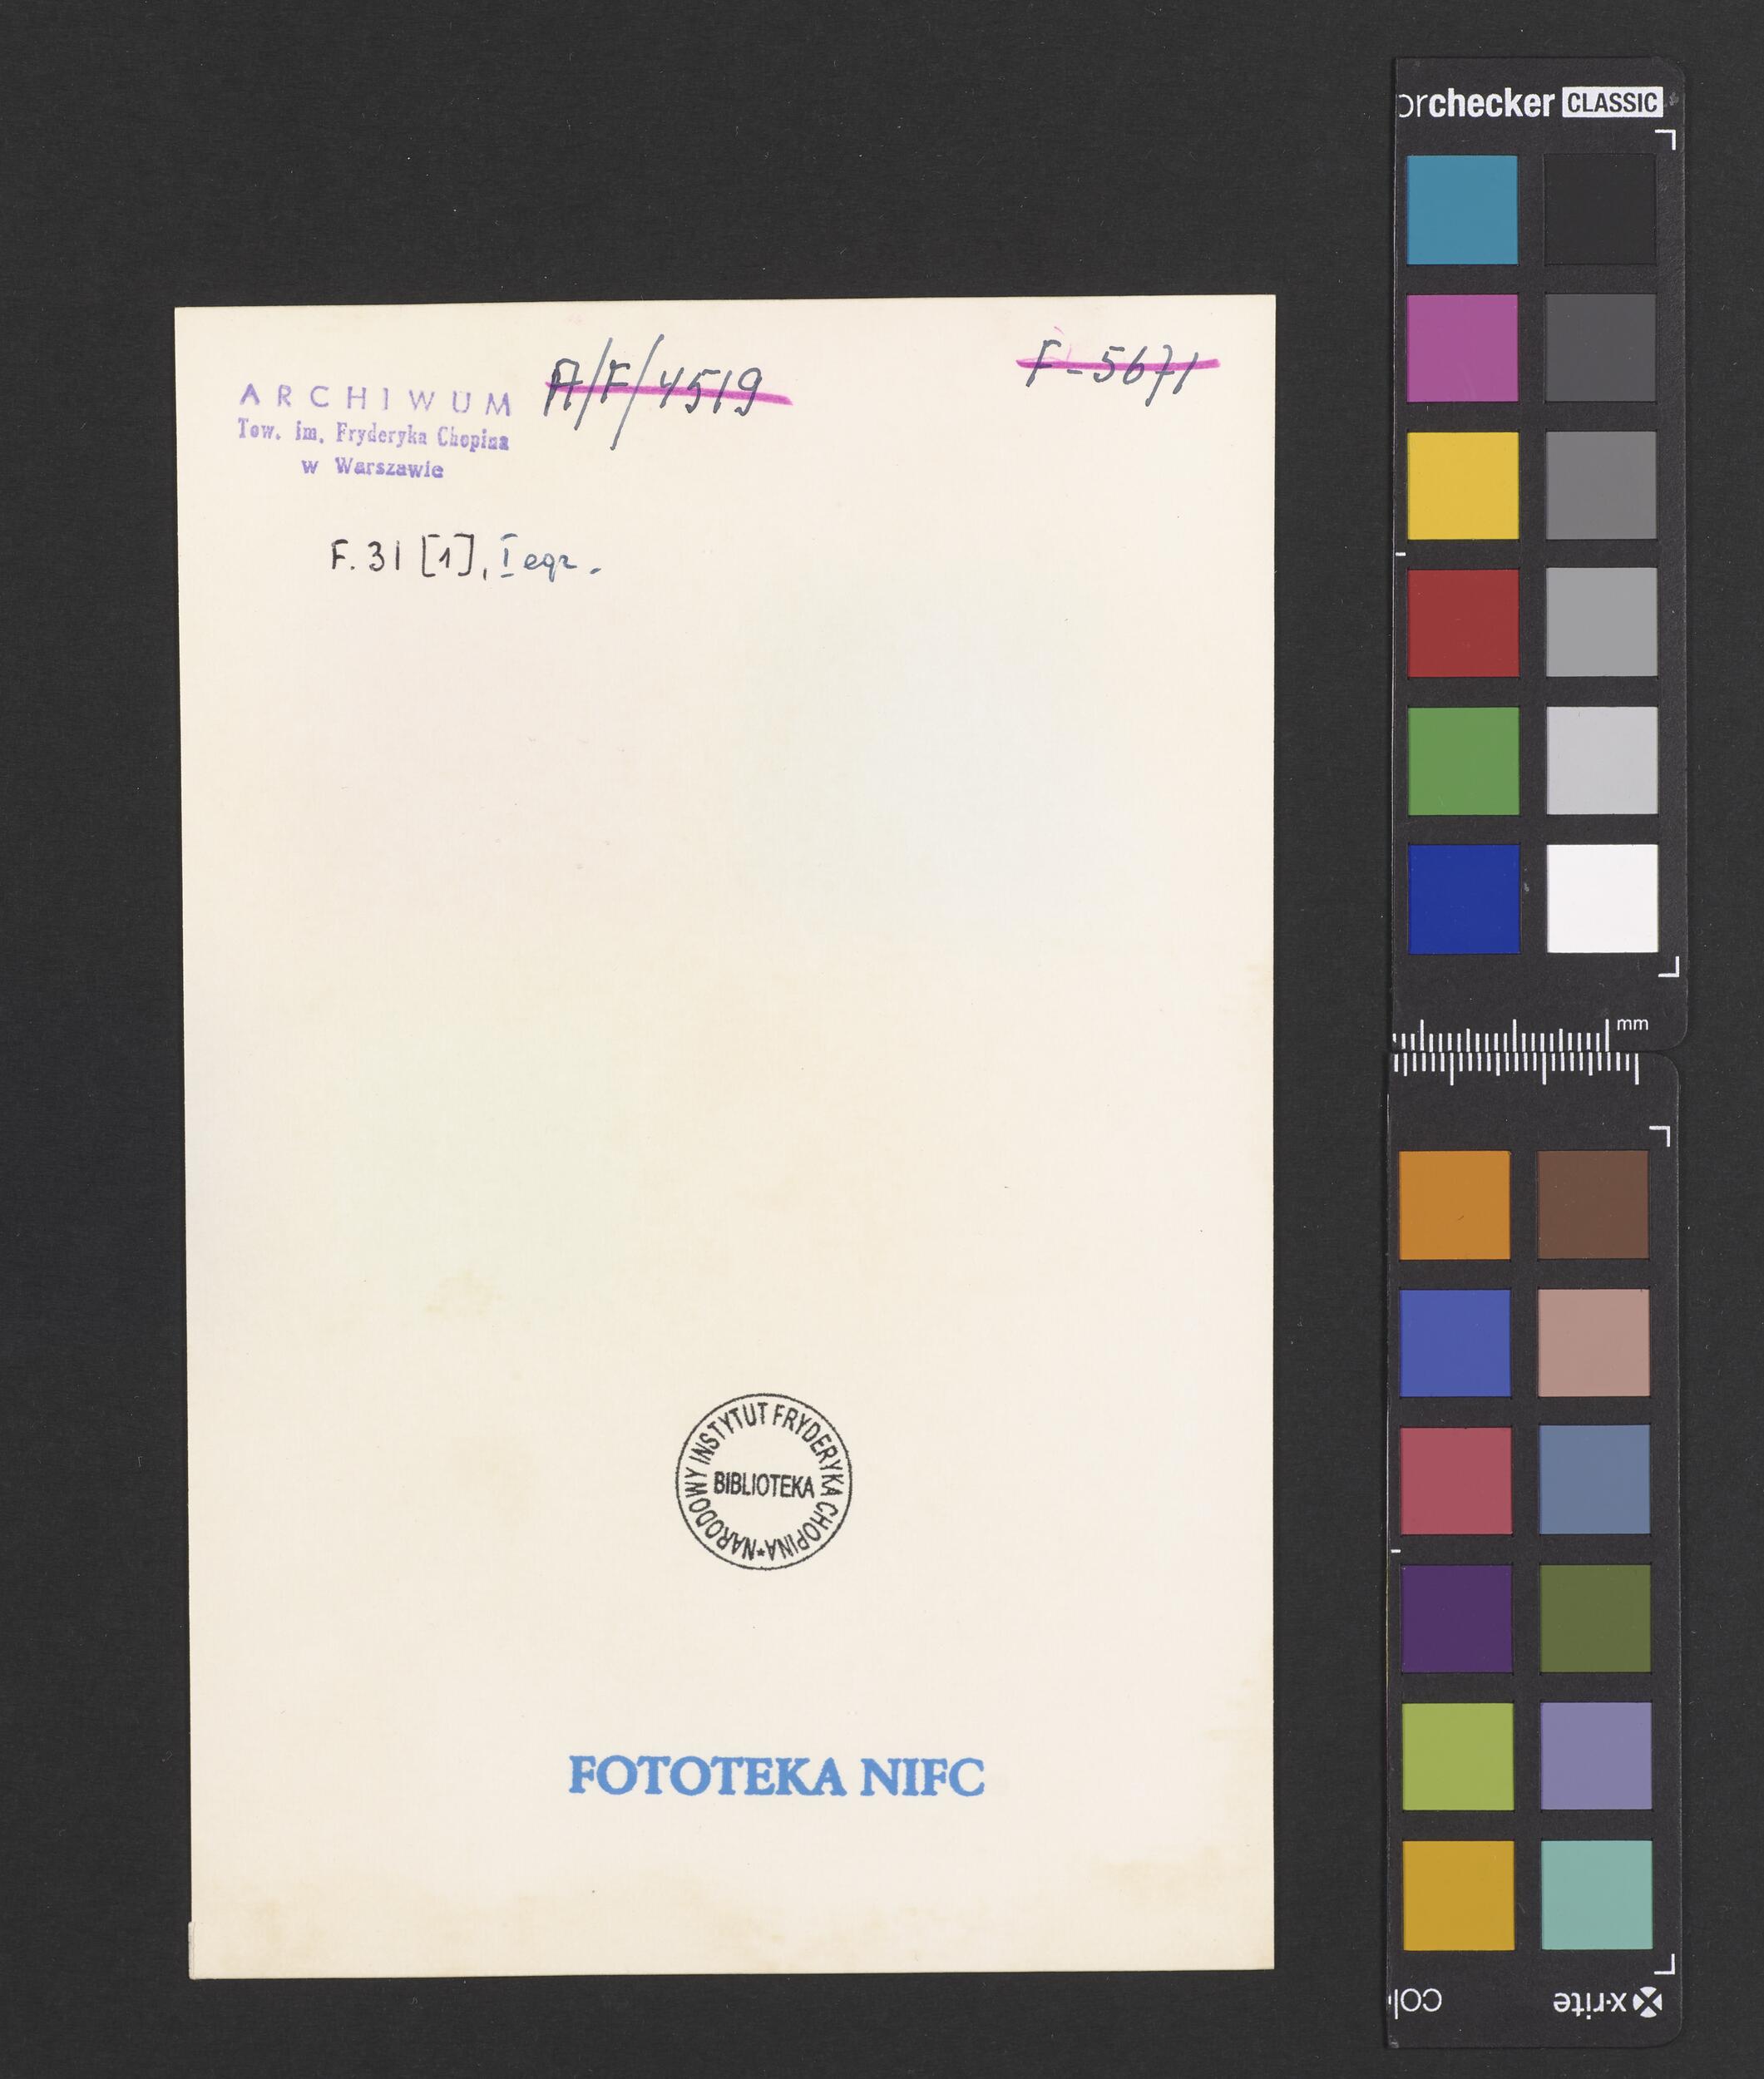 ARCHIWUM
Tow. im. Fryderyka Chopina
w Warszawie
A/F/4519
F-5671
F. 31 [1], I egz.
NARODOWY INSTYTUT FRYDERYKA CHOPINA★
BIBLIOTEKA
FOTOTEKA NIFC
orchecker CLASSIC
mm
x-rite
col